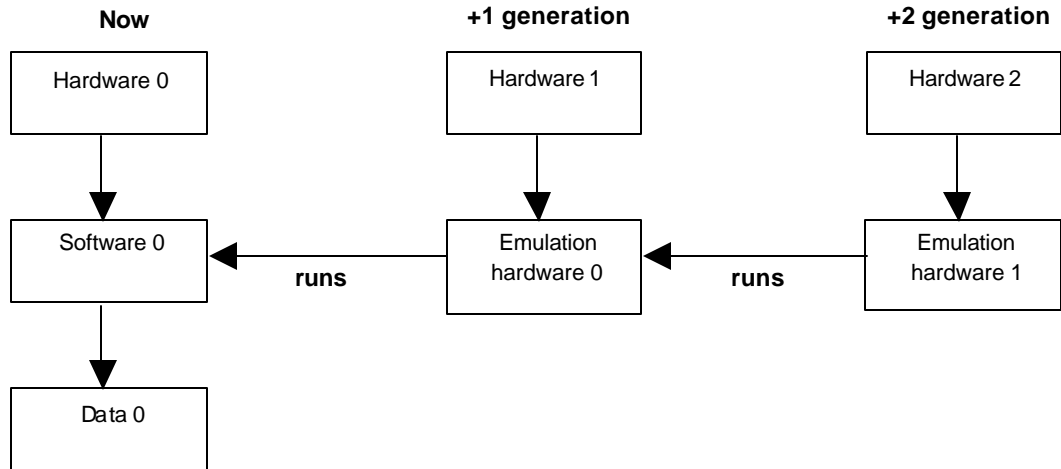 Now
+1 generation
+2 generation
Hardware 0
Hardware 1
Hardware 2
Software 0
Emulation
hardware 0
Emulation
hardware 1
runs
runs
Data 0